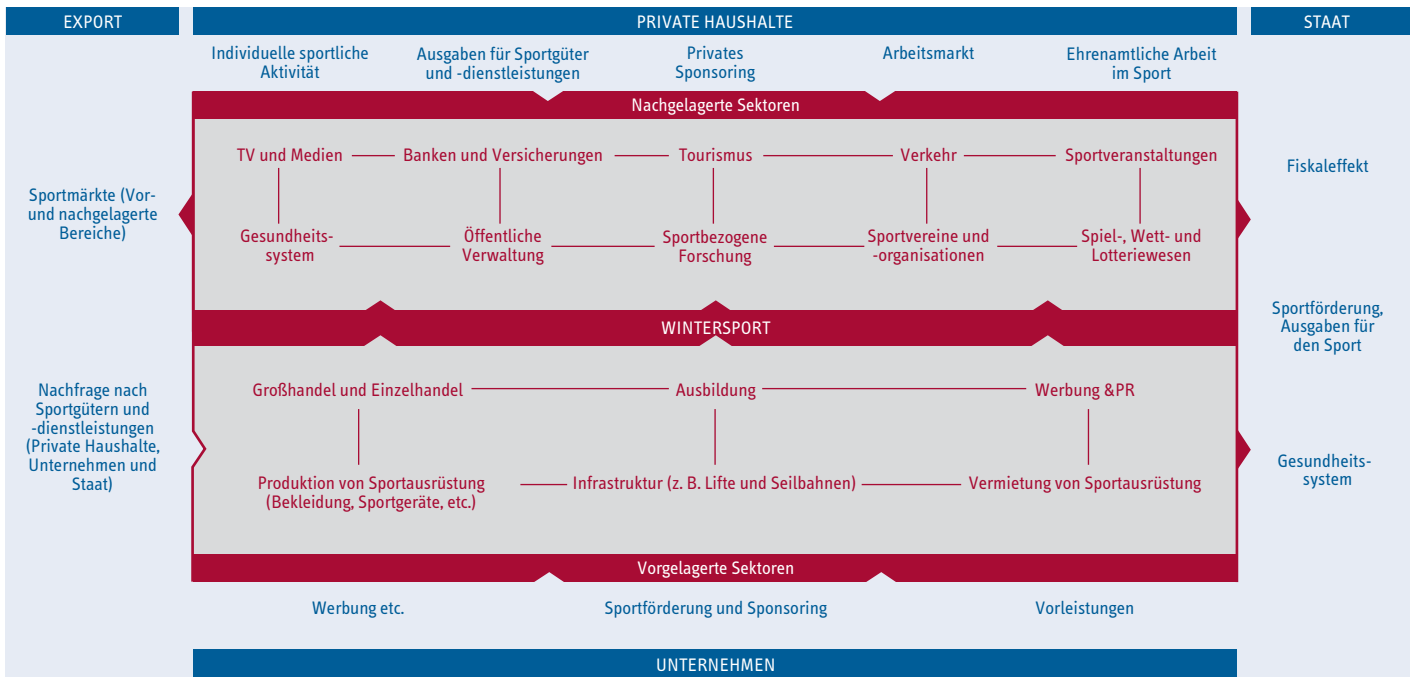 EXPORT
PRIVATE HAUSHALTE
STAAT
Individuelle sportliche
Aktivität
Ausgaben für Sportgüter
und -dienstleistungen
Privates
Sponsoring
Arbeitsmarkt
Ehrenamtliche Arbeit
im Sport
Nachgelagerte Sektoren
TV und Medien
Banken und Versicherungen
Tourismus
Verkehr
Sportveranstaltungen
Gesundheits-
system
Öffentliche
Verwaltung
Sportbezogene
Forschung
Sportvereine und
-organisationen
Spiel-, Wett- und
Lotteriewesen
Sportmärkte (Vor-
und nachgelagerte
Bereiche)
Fiskaleffekt
WINTERSPORT
Sportförderung,
Ausgaben für
den Sport
Großhandel und Einzelhandel
Ausbildung
Werbung &PR
Nachfrage nach
Sportgütern und
-dienstleistungen
(Private Haushalte,
Unternehmen und
Staat)
Produktion von Sportausrüstung
(Bekleidung, Sportgeräte, etc.)
Infrastruktur (z. B. Lifte und Seilbahnen)
Vermietung von Sportausrüstung
Gesundheits-
system
Vorgelagerte Sektoren
Werbung etc.
Sportförderung und Sponsoring
Vorleistungen
UNTERNEHMEN